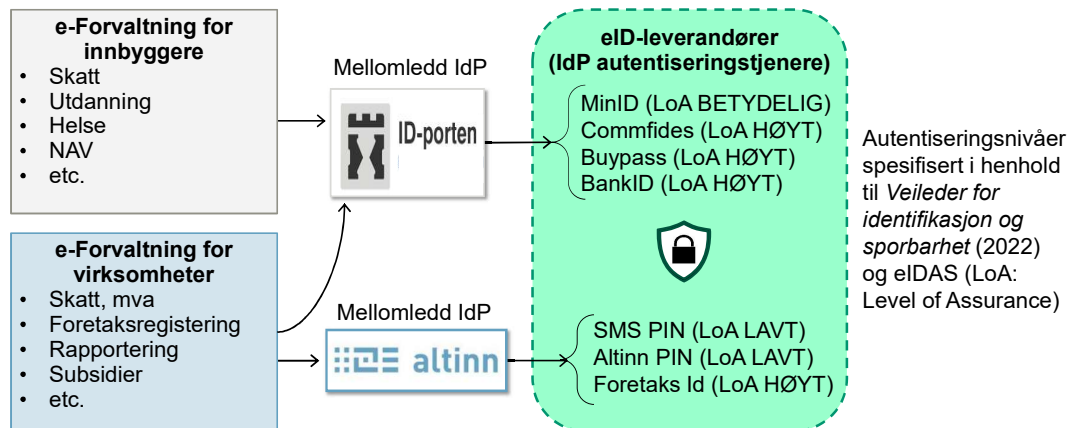 e-Forvaltning for
innbyggere
• Skatt
• Utdanning
• Helse
• NAV
• etc.
e-Forvaltning for
virksomheter
• Skatt, mva
• Foretaksregistering
• Rapportering
• Subsidier
• etc.
Mellomledd IdP
ID-porten
Mellomledd IdP
altinn
eID-leverandører
(IdP autentiseringstjenere)
MinID (LoA BETYDELIG)
Commfides (LoA HØYT)
Buypass (LoA HØYT)
BankID (LoA HØYT)
SMS PIN (LoA LAVT)
Altinn PIN (LoA LAVT)
Foretaks Id (LoA HØYT)
Autentiseringsnivåer
spesifisert i henhold
til Veileder for
identifikasjon og
sporbarhet (2022)
og eIDAS (LoA:
Level of Assurance)